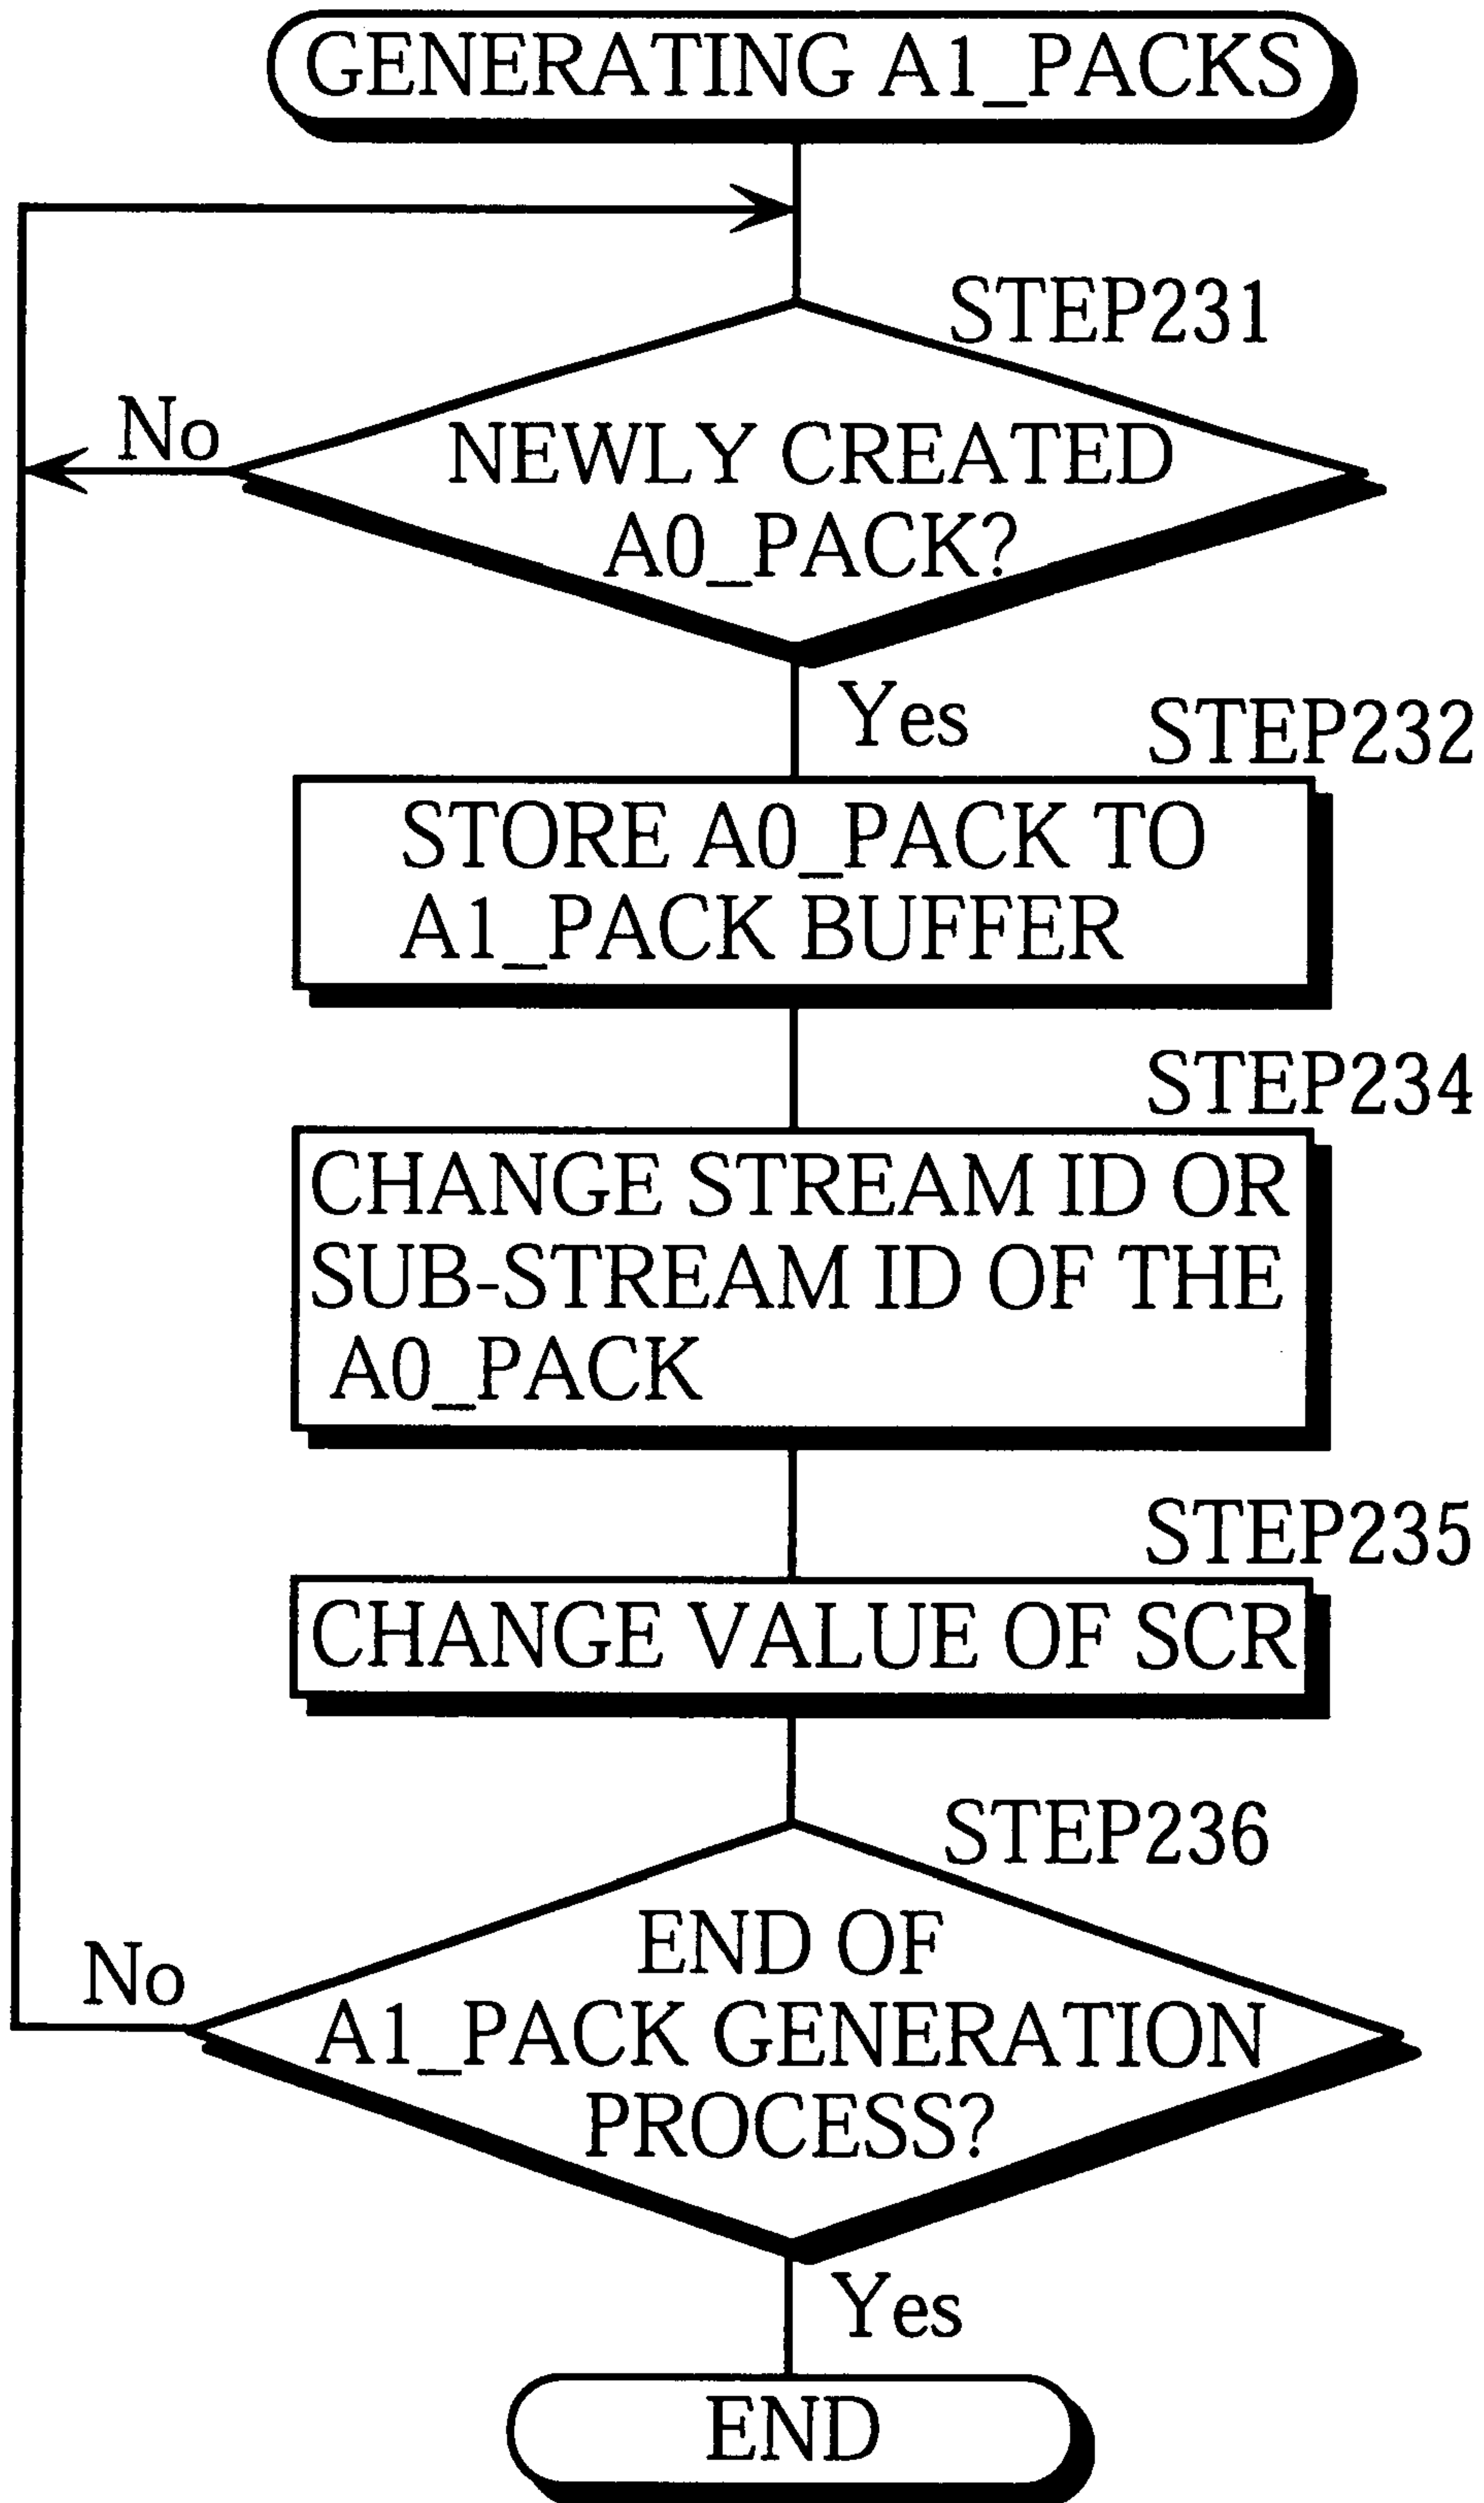 GENERATING A1_PACKS
STEP231
No
NEWLY CREATED
A0_PACK?
Yes
STEP232
STORE A0_PACK TO
A1_PACK BUFFER
STEP234
CHANGE STREAM ID OR
SUB-STREAM ID OF THE
A0_PACK
STEP235
CHANGE VALUE OF SCR
STEP236
END OF
No
A1_PACK GENERATION
PROCESS?
Yes
END